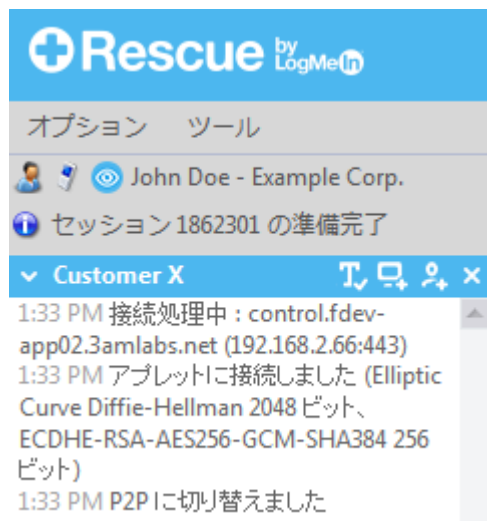 Rescue by LogMeIn
オプション ツール
John Doe - Example Corp.
セッション 1862301 の準備完了
Customer X
1:33 PM 接続処理中 : control.fdev-
app02.3amlabs.net (192.168.2.66:443)
1:33 PM アプレットに接続しました (Elliptic
Curve Diffie-Hellman 2048 ビット、
ECDHE-RSA-AES256-GCM-SHA384 256
ビット)
1:33 PM P2P に切り替えました